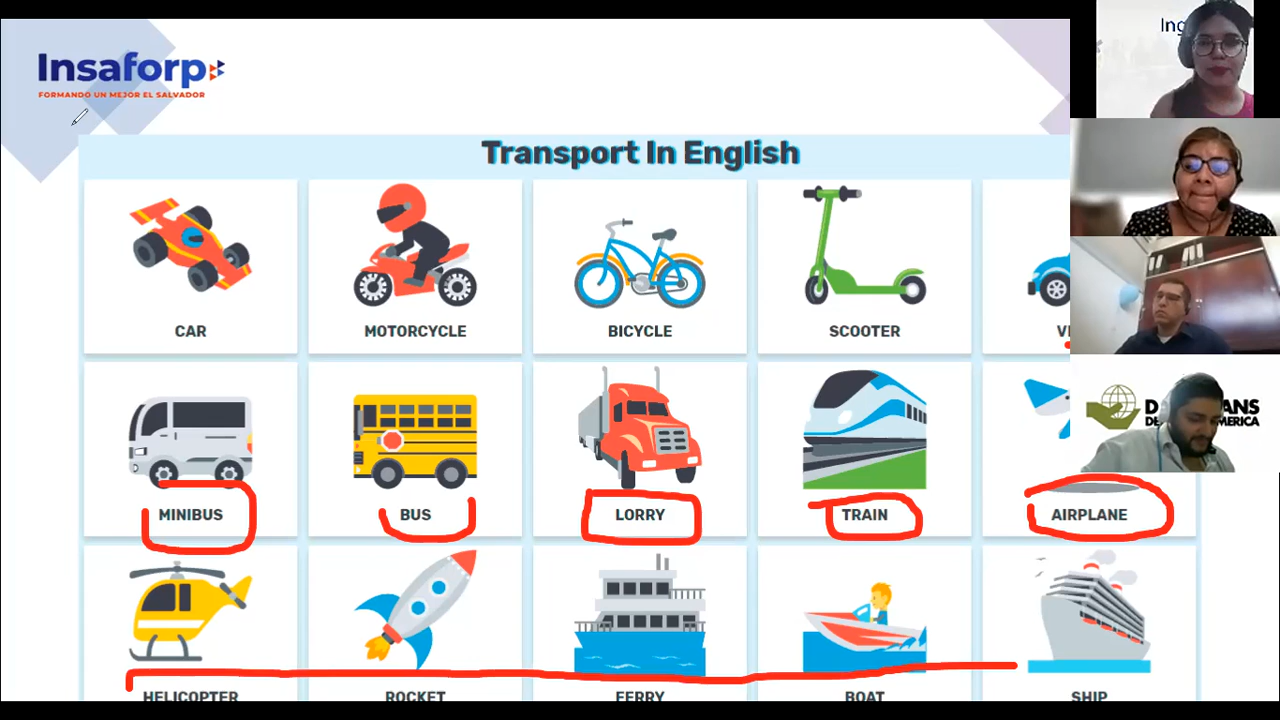 Insaforp
FORMANDO UN MEJOR EL SALVADOR
Transport In English
CAR MOTORCYCLE BICYCLE SCOOTER
MINIBUS BUS LORRY TRAIN AIRPLANE
HELICOPTER ROCKET FERRY BOAT SHIP